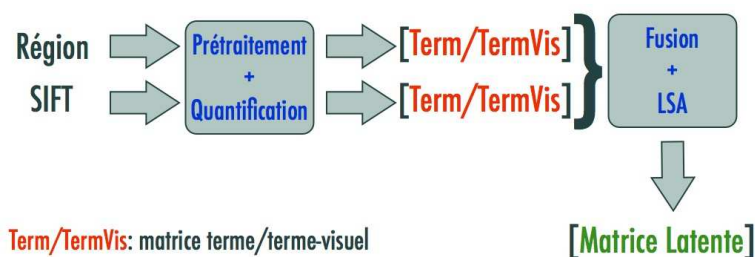 Région
SIFT
Prétraitement
+
Quantification
[Term/TermVis]
[Term/TermVis]
}
Fusion
+
LSA
[Matrice Latente]
Term/TermVis: matrice terme/terme-visuel